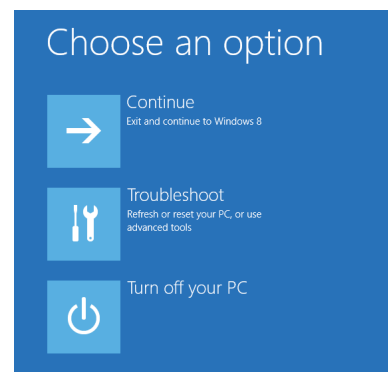 Choose an option
Continue
Exit and continue to Windows 8
Troubleshoot
Refresh or reset your PC, or use
advanced tools
Turn off your PC